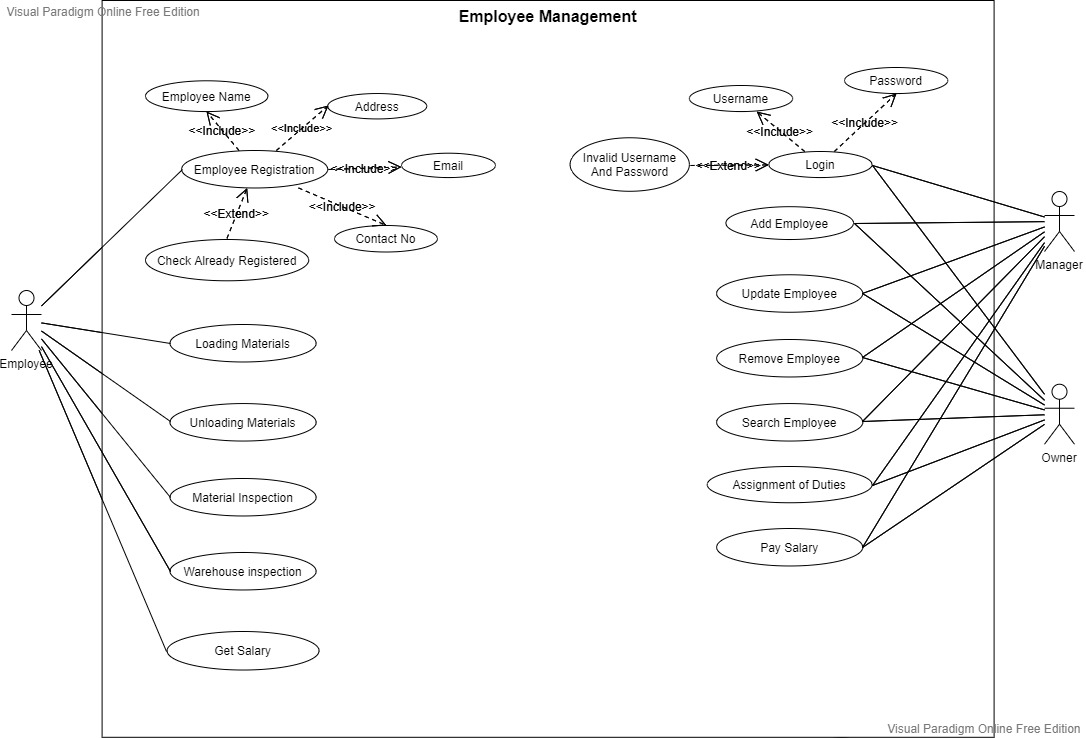 Visual Paradigm Online Free Edition
Employee Management
Employee Name
Address
<<Include>>
<<Include>>
Employee Registration
<<Include>>
Email
<<Include>>
<<Extend>>
Contact No
Check Already Registered
Employee
Loading Materials
Unloading Materials
Material Inspection
Warehouse inspection
Get Salary
Password
Username
<<Include>>
<<Include>>
Invalid Username
And Password
<<Extend>>
Login
Add Employee
Manager
Update Employee
Remove Employee
Search Employee
Owner
Assignment of Duties
Pay Salary
Visual Paradigm Online Free Edition